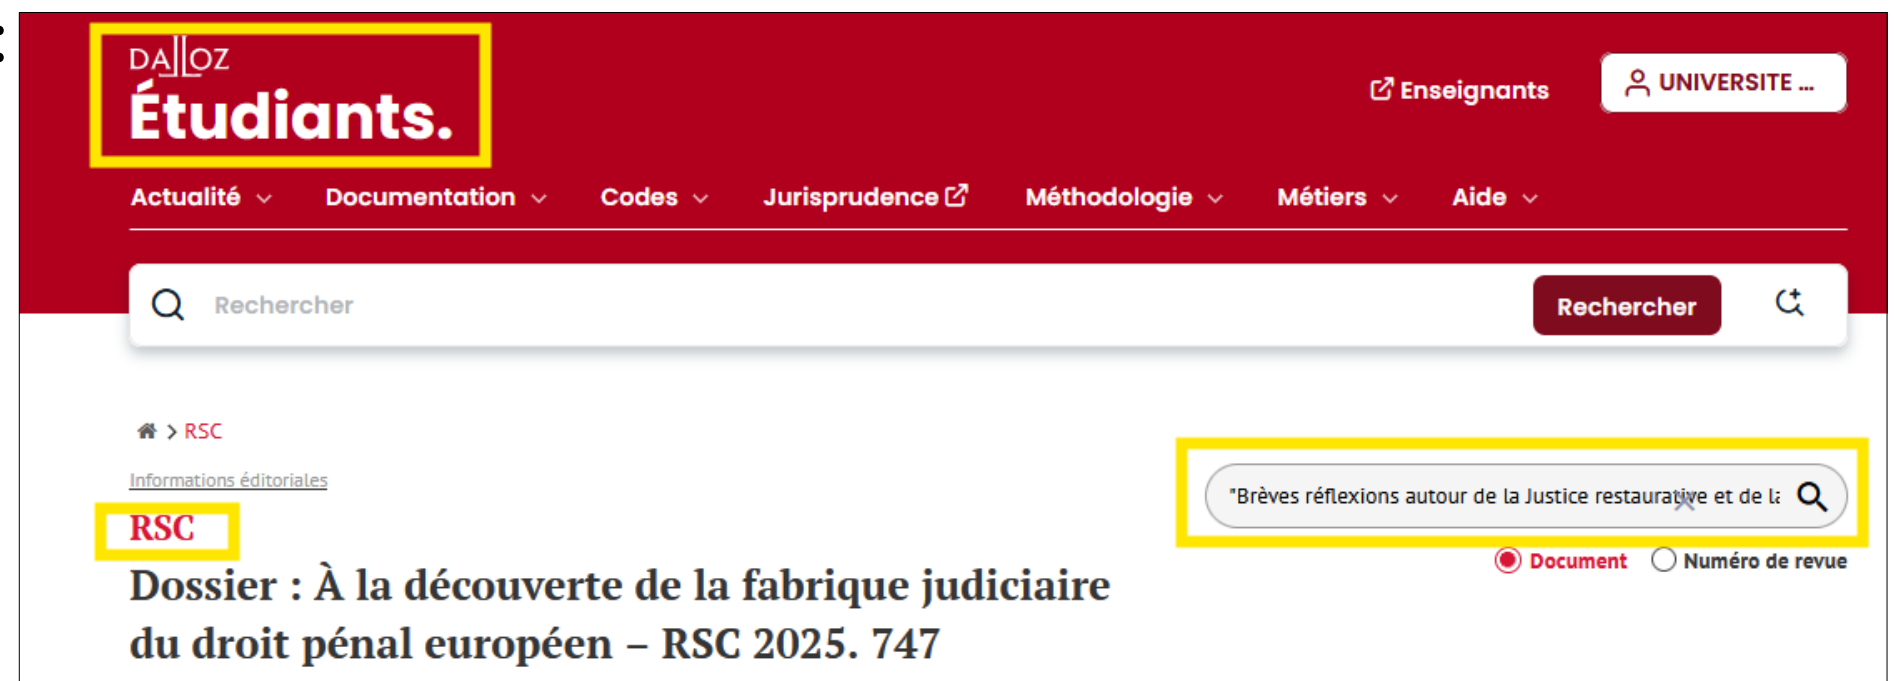 DALLOZ
Étudiants.
Enseignants
UNIVERSITE ...
Actualité Documentation Codes Jurisprudence Méthodologie Métiers Aide
Rechercher Rechercher
> RSC
Informations éditoriales
"Brèves réflexions autour de la Justice restaurative et de la
RSC
Document Numéro de revue
Dossier : À la découverte de la fabrique judiciaire
du droit pénal européen – RSC 2025. 747